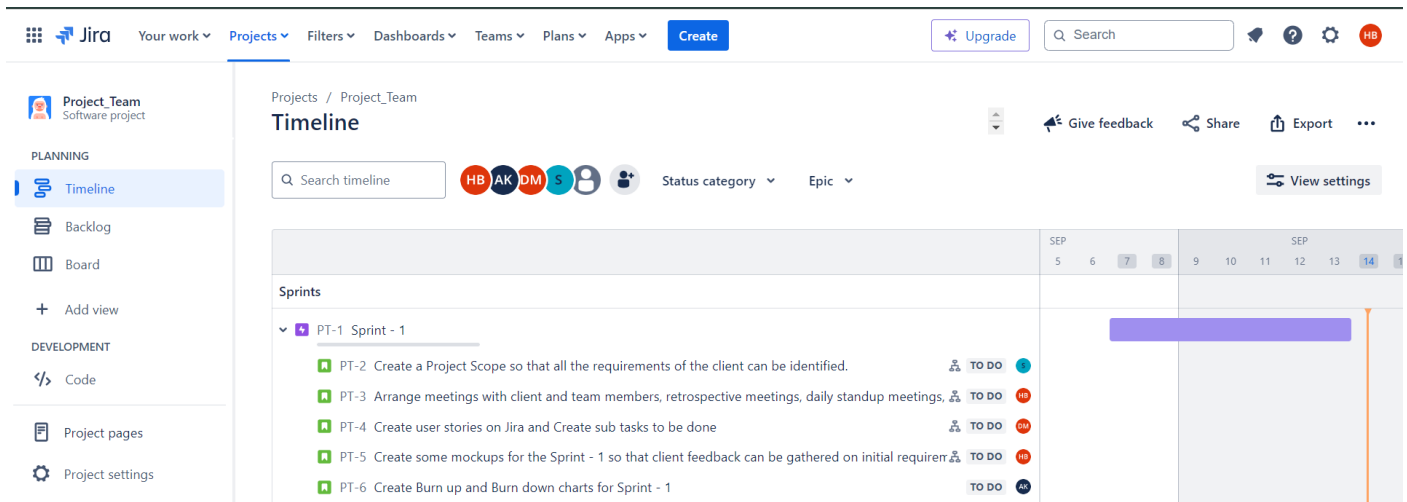 Jira Your work Projects Filters Dashboards Teams Plans Apps Create Upgrade Search HB
Project_Team
Software project
PLANNING
Timeline
Backlog
Board
Add view
DEVELOPMENT
Code
Project pages
Project settings
Projects / Project_Team
Timeline
Give feedback Share Export
Search timeline HB AK DM S Status category Epic View settings
SEP SEP
5 6 7 8 9 10 11 12 13 14
Sprints
PT-1 Sprint - 1
PT-2 Create a Project Scope so that all the requirements of the client can be identified. TO DO S
PT-3 Arrange meetings with client and team members, retrospective meetings, daily standup meetings, TO DO HB
PT-4 Create user stories on Jira and Create sub tasks to be done TO DO DM
PT-5 Create some mockups for the Sprint - 1 so that client feedback can be gathered on initial TO DO HB
PT-6 Create Burn up and Burn down charts for Sprint - 1 TO DO AK